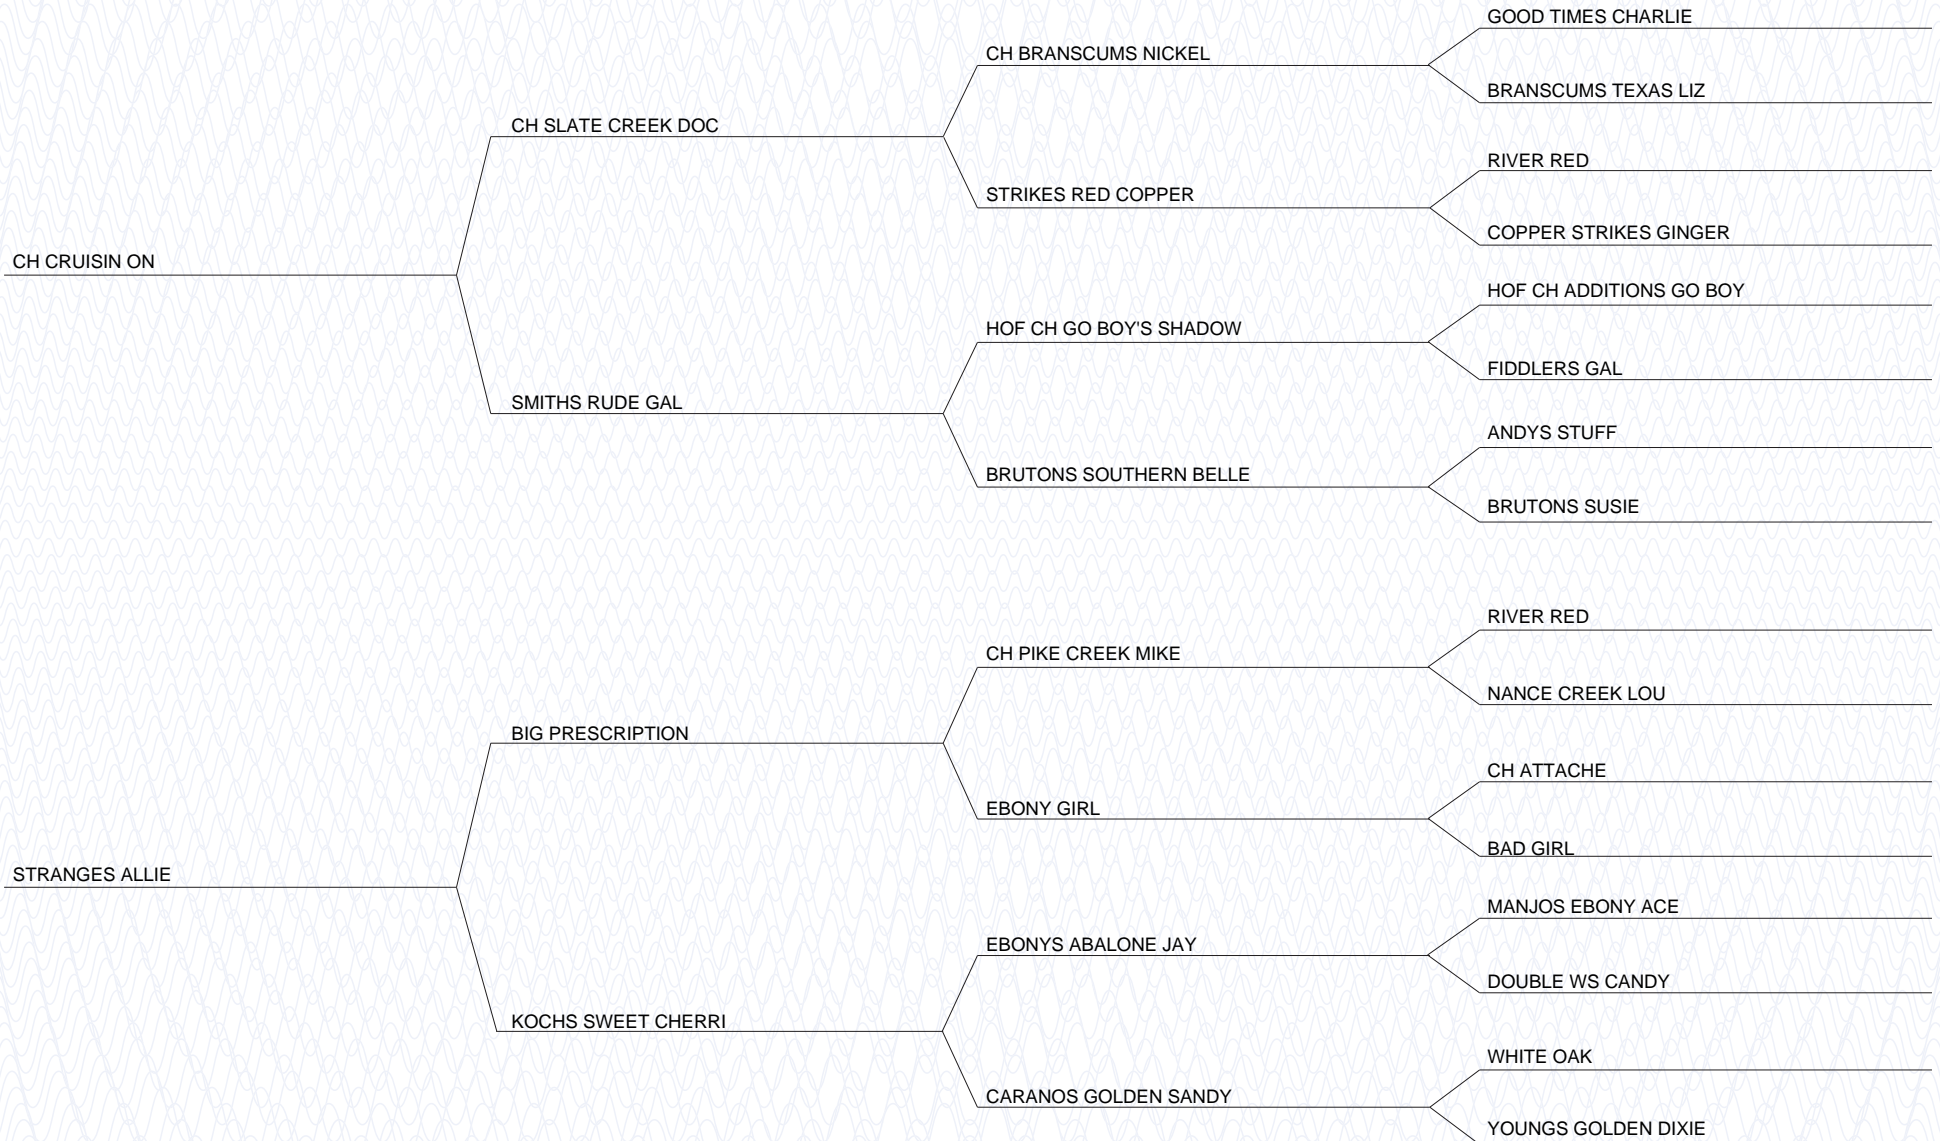 GOOD TIMES CHARLIE
CH BRANSCUMS NICKEL
BRANSCUMS TEXAS LIZ
CH SLATE CREEK DOC
RIVER RED
STRIKES RED COPPER
COPPER STRIKES GINGER
CH CRUISIN ON
HOF CH ADDITIONS GO BOY
HOF CH GO BOY'S SHADOW
FIDDLERS GAL
SMITHS RUDE GAL
ANDYS STUFF
BRUTONS SOUTHERN BELLE
BRUTONS SUSIE
RIVER RED
CH PIKE CREEK MIKE
NANCE CREEK LOU
BIG PRESCRIPTION
CH ATTACHE
EBONY GIRL
BAD GIRL
STRANGES ALLIE
MANJOS EBONY ACE
EBONYS ABALONE JAY
DOUBLE WS CANDY
KOCHS SWEET CHERRI
WHITE OAK
CARANOS GOLDEN SANDY
YOUNGS GOLDEN DIXIE